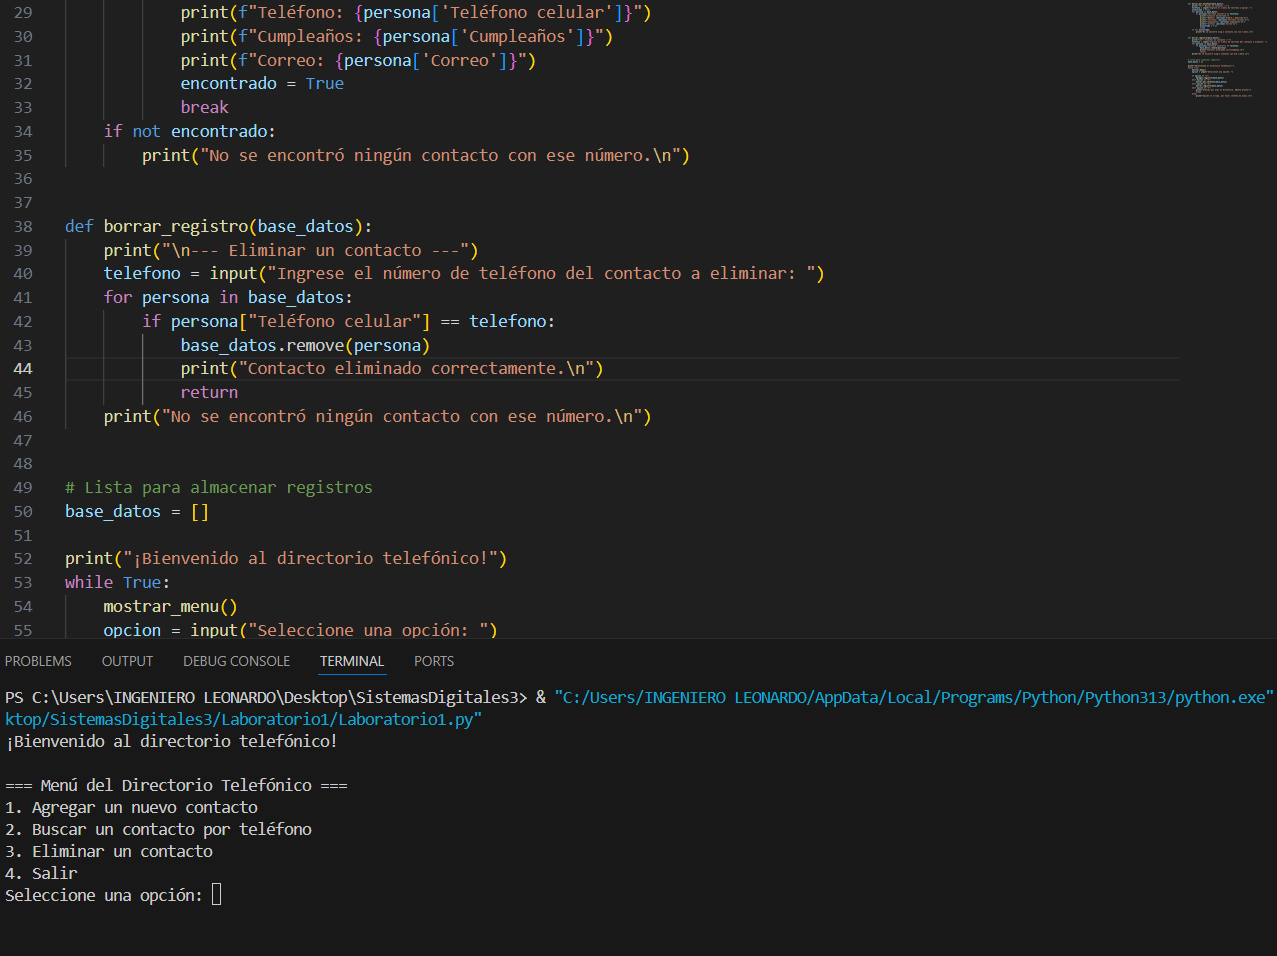 29 print(f"Teléfono: {persona['Teléfono celular']}")
30 print(f"Cumpleaños: {persona['Cumpleaños']}")
31 print(f"Correo: {persona['Correo']}")
32 encontrado = True
33 break
34 if not encontrado:
35 print("No se encontró ningún contacto con ese número.\n")
36
37
38 def borrar_registro(base_datos):
39 print("\n--- Eliminar un contacto ---")
40 telefono = input("Ingrese el número de teléfono del contacto a eliminar: ")
41 for persona in base_datos:
42 if persona["Teléfono celular"] == telefono:
43 base_datos.remove(persona)
44 print("Contacto eliminado correctamente.\n")
45 return
46 print("No se encontró ningún contacto con ese número.\n")
47
48
49 # Lista para almacenar registros
50 base_datos = []
51
52 print("¡Bienvenido al directorio telefónico!")
53 while True:
54 mostrar_menu()
55 opcion = input("Seleccione una opción: ")
PROBLEMS OUTPUT DEBUG CONSOLE TERMINAL PORTS
PS C:\Users\INGENIERO LEONARDO\Desktop\SistemasDigitales3> & "C:/Users/INGENIERO LEONARDO/AppData/Local/Programs/Python/Python313/python.exe"
ktop/SistemasDigitales3/Laboratorio1/Laboratorio1.py"
¡Bienvenido al directorio telefónico!
=== Menú del Directorio Telefónico ===
1. Agregar un nuevo contacto
2. Buscar un contacto por teléfono
3. Eliminar un contacto
4. Salir
Seleccione una opción: